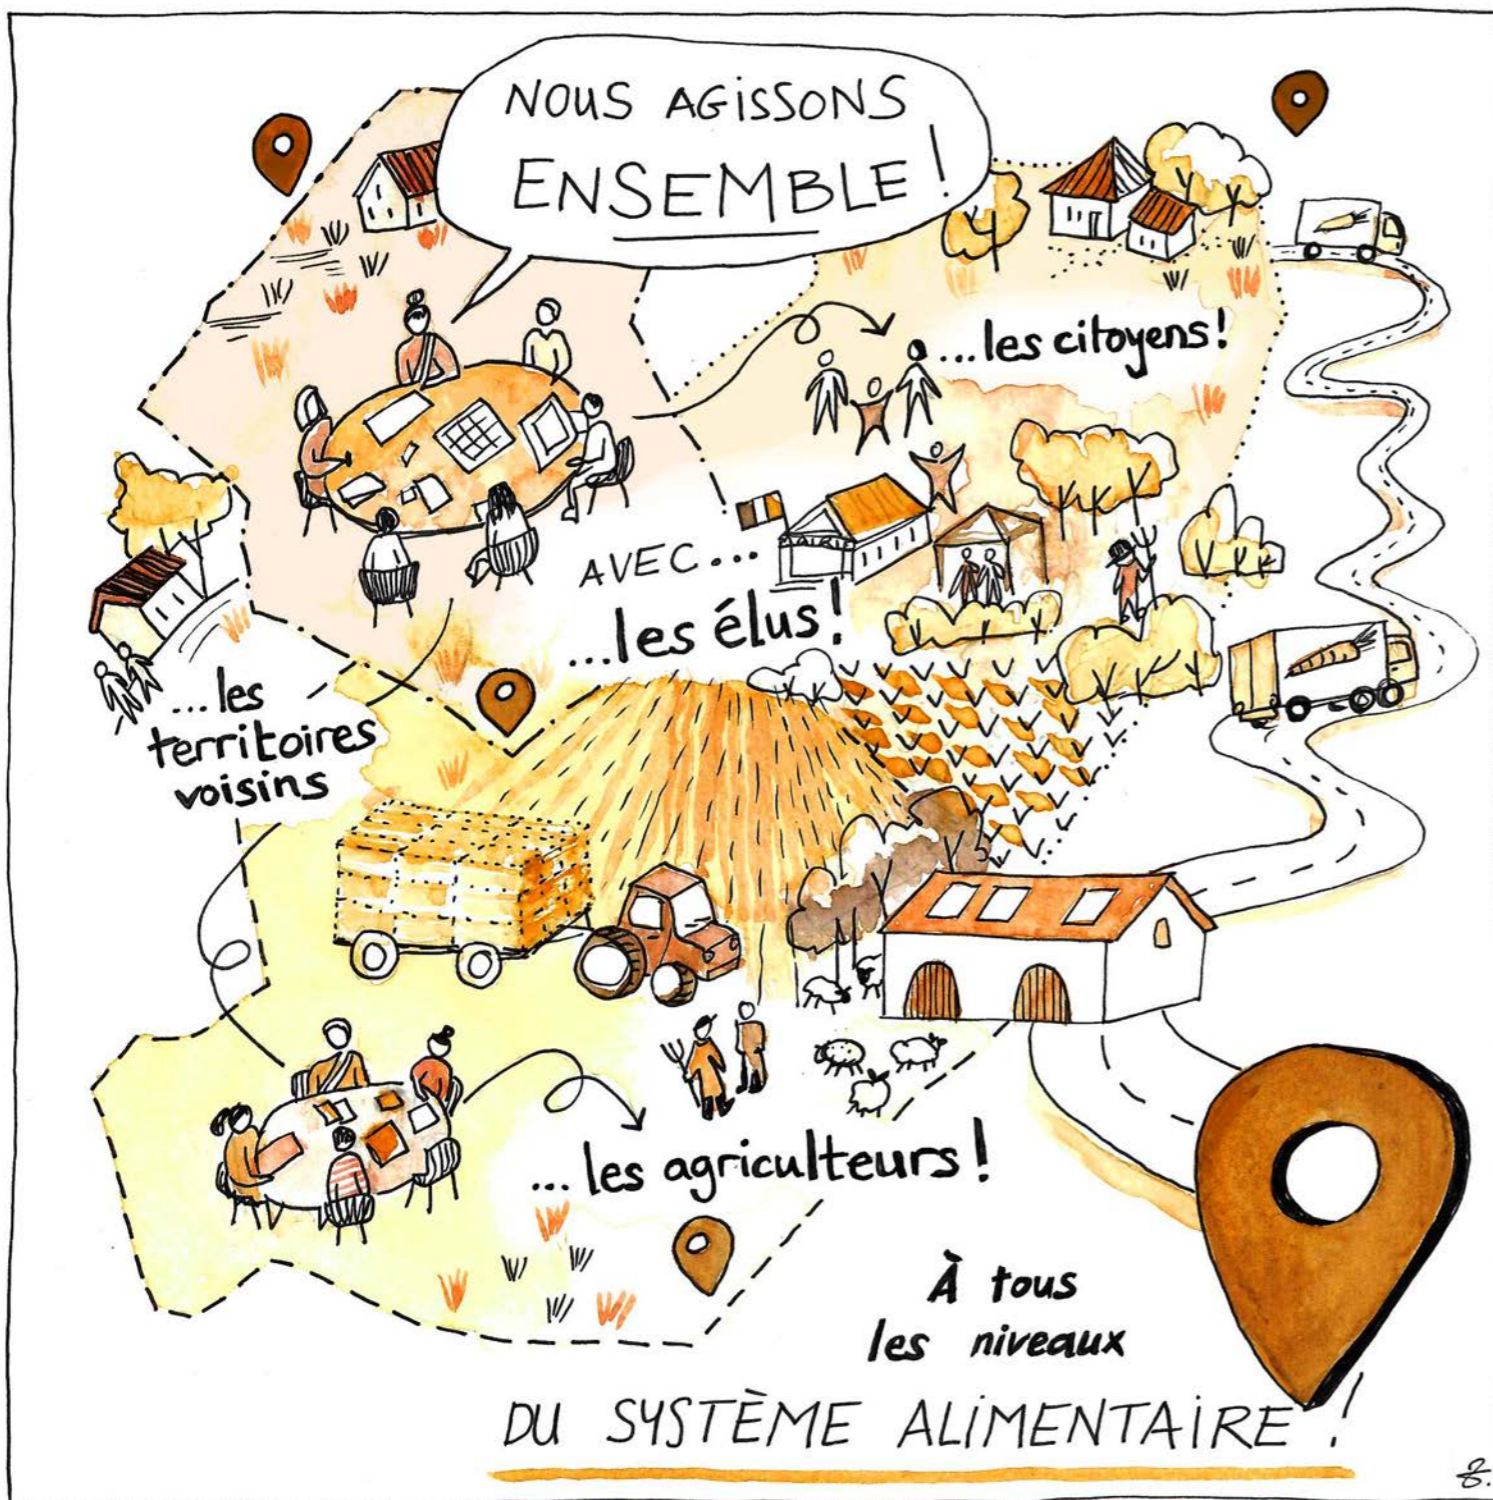 NOUS AGISSONS
ENSEMBLE !
...les citoyens !
AVEC...
MAIRIE
...les élus !
...les
territoires
voisins
...les agriculteurs !
À tous
les niveaux
DU SYSTÈME ALIMENTAIRE !